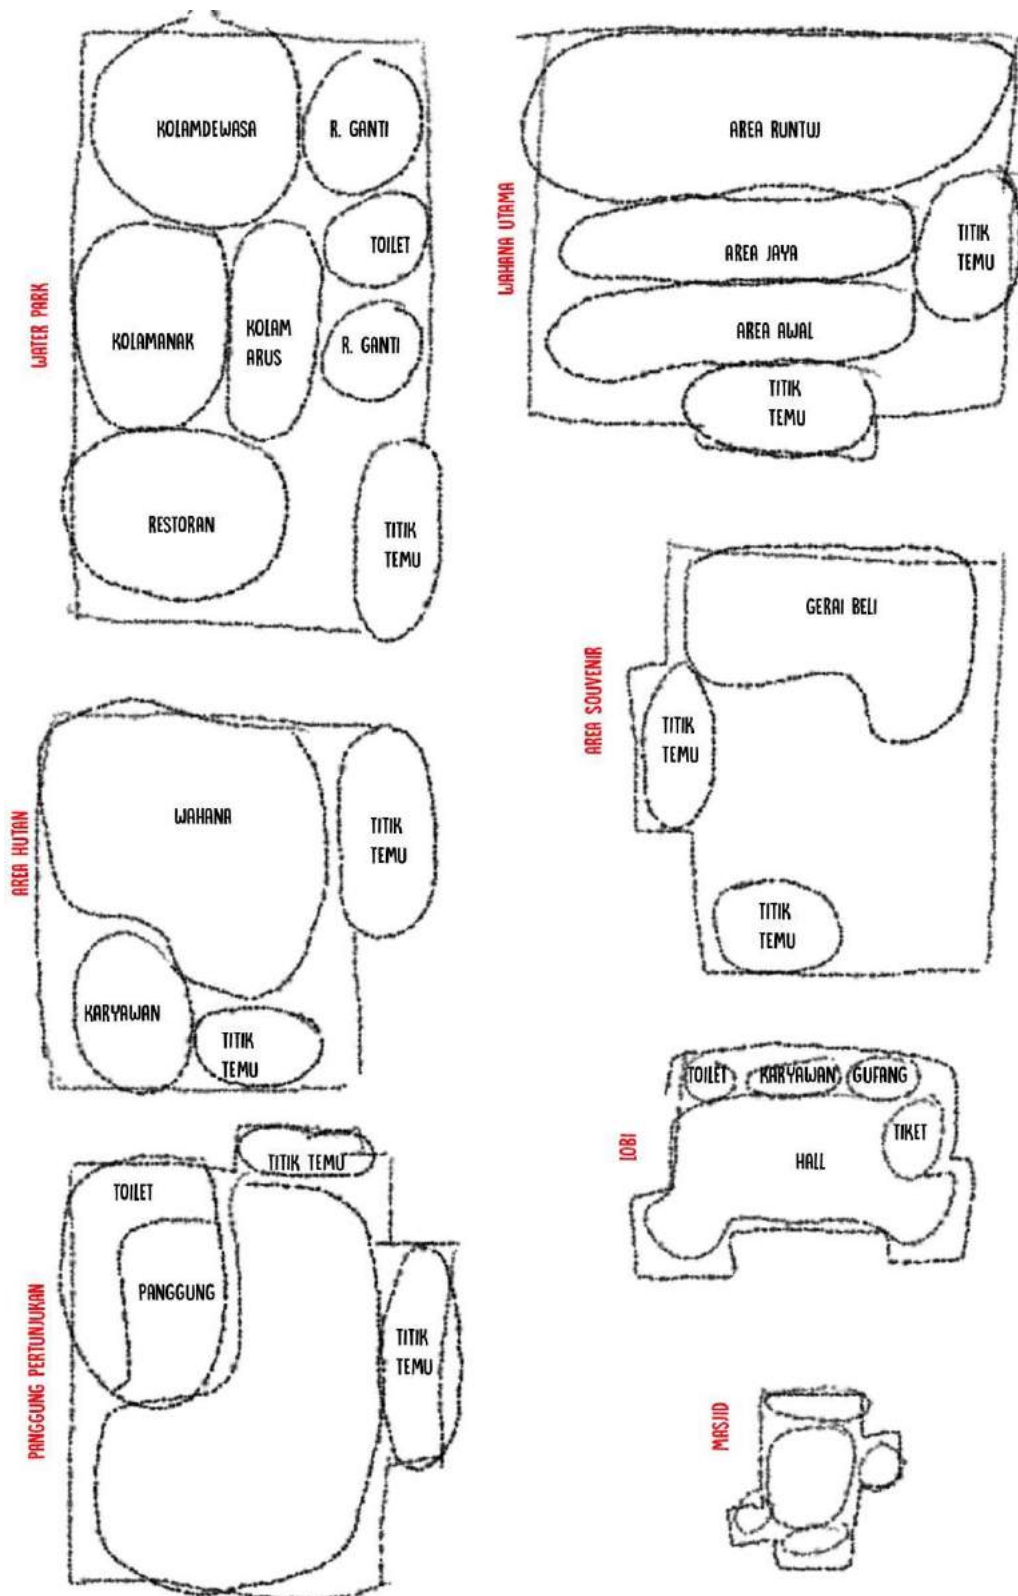 WATER PARK
KOLAMDEWASA
R. GANTI
TOILET
KOLAMANAK
KOLAM
ARUS
R. GANTI
RESTORAN
TITIK
TEMU
WAHANA UTAMA
AREA RUNTUJ
AREA JAYA
TITIK
TEMU
AREA AWAL
TITIK
TEMU
AREA SOUVENIR
GERAI BELI
TITIK
TEMU
TITIK
TEMU
AREA HUTAN
WAHANA
TITIK
TEMU
KARYAWAN
TITIK
TEMU
LOBI
TOILET
KARYAWAN
GUFANG
TIKET
HALL
PANGGUNG PERTUNJUKAN
TITIK TEMU
TOILET
PANGGUNG
TITIK
TEMU
MASJID